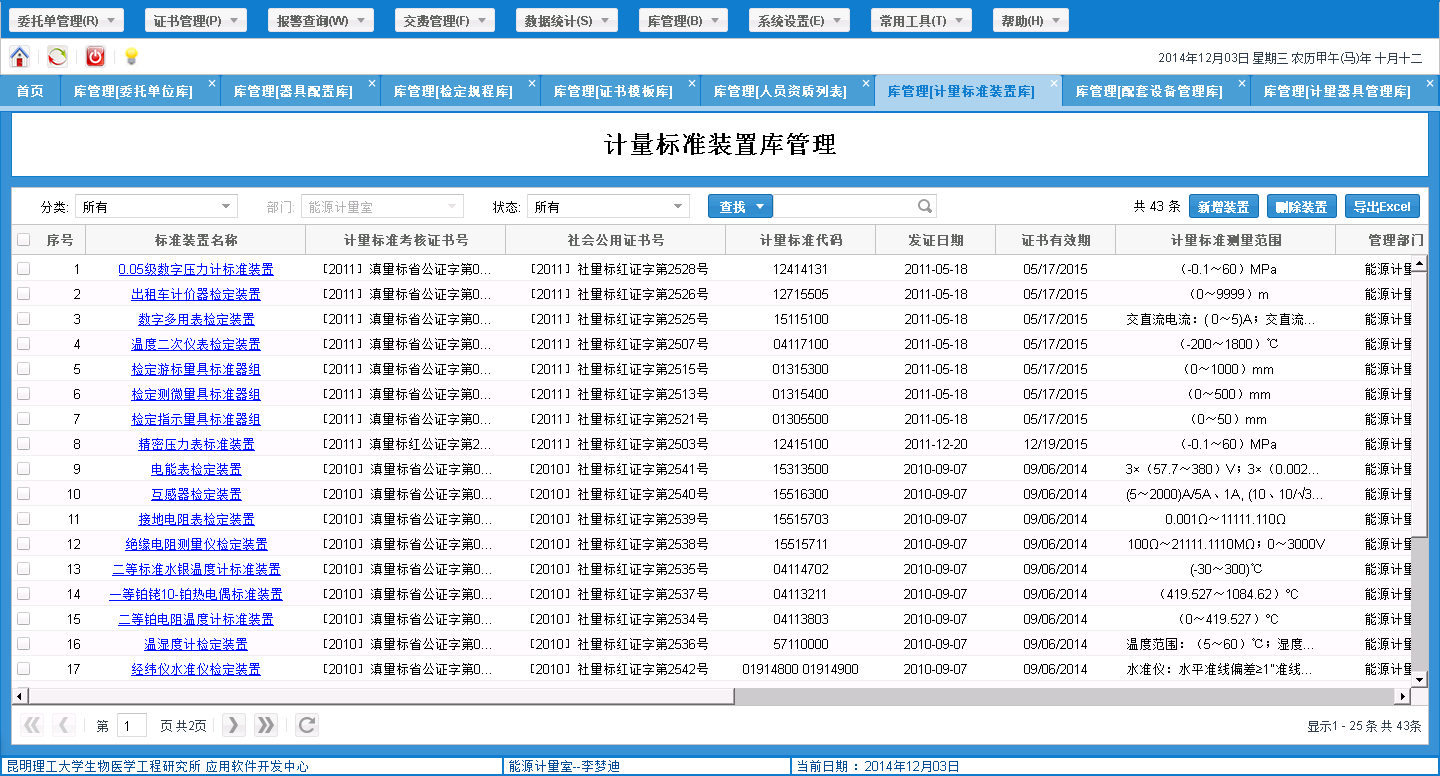 委托单管理(R) 证书管理(P) 报警查询(W) 交费管理(F) 数据统计(S) 库管理(B) 系统设置(E) 常用工具(T) 帮助(H)
2014年12月03日 星期三 农历甲午(马)年 十月十二
首页 库管理[委托单位库] 库管理[器具配置库] 库管理[检定规程库] 库管理[证书模板库] 库管理[人员资质列表] 库管理[计量标准装置库] 库管理[配套设备管理库] 库管理[计量器具管理库]
计量标准装置库管理
分类: 所有 部门: 能源计量室 状态: 所有 查找 共 43 条 新增装置 删除装置 导出Excel
序号 标准装置名称 计量标准考核证书号 社会公用证书号 计量标准代码 发证日期 证书有效期 计量标准测量范围 管理部门
1 0.05级数字压力计标准装置 [2011] 滇量标省公证字第0... [2011] 社量标红证字第2528号 12414131 2011-05-18 05/17/2015 （-0.1～60）MPa 能源计量
2 出租车计价器检定装置 [2011] 滇量标省公证字第0... [2011] 社量标红证字第2526号 12715505 2011-05-18 05/17/2015 （0～9999）m 能源计量
3 数字多用表检定装置 [2011] 滇量标省公证字第0... [2011] 社量标红证字第2525号 15115100 2011-05-18 05/17/2015 交直流电流：( 0～5)A；交直流... 能源计量
4 温度二次仪表检定装置 [2011] 滇量标省公证字第0... [2011] 社量标红证字第2507号 04117100 2011-05-18 05/17/2015 （-200～1800）℃ 能源计量
5 检定游标量具标准器组 [2011] 滇量标省公证字第0... [2011] 社量标红证字第2515号 01315300 2011-05-18 05/17/2015 （0～1000）mm 能源计量
6 检定测微量具标准器组 [2011] 滇量标省公证字第0... [2011] 社量标红证字第2513号 01315400 2011-05-18 05/17/2015 （0～500）mm 能源计量
7 检定指示量具标准器组 [2011] 滇量标省公证字第0... [2011] 社量标红证字第2521号 01305500 2011-05-18 05/17/2015 （0～50）mm 能源计量
8 精密压力表标准装置 [2011] 滇量标红公证字第2... [2011] 社量标红证字第2503号 12415100 2011-12-20 12/19/2015 （-0.1～60）MPa 能源计量
9 电能表检定装置 [2010] 滇量标省公证字第0... [2010] 社量标红证字第2541号 15313500 2010-09-07 09/06/2014 3×（57.7～380）V；3×（0.002... 能源计量
10 互感器检定装置 [2010] 滇量标省公证字第0... [2010] 社量标红证字第2540号 15516300 2010-09-07 09/06/2014 (5～2000)A/5A、1A, (10、10/√3... 能源计量
11 接地电阻表检定装置 [2010] 滇量标省公证字第0... [2010] 社量标红证字第2539号 15515703 2010-09-07 09/06/2014 0.001Ω～11111.110Ω 能源计量
12 绝缘电阻测量仪检定装置 [2010] 滇量标省公证字第0... [2010] 社量标红证字第2538号 15515711 2010-09-07 09/06/2014 100Ω～21111.1110MΩ；0～3000V 能源计量
13 二等标准水银温度计标准装置 [2010] 滇量标省公证字第0... [2010] 社量标红证字第2535号 04114702 2010-09-07 09/06/2014 (-30～300)℃ 能源计量
14 一等铂铑10-铂热电偶标准装置 [2010] 滇量标省公证字第0... [2010] 社量标红证字第2537号 04113211 2010-09-07 09/06/2014 （419.527～1084.62）℃ 能源计量
15 二等铂电阻温度计标准装置 [2010] 滇量标省公证字第0... [2010] 社量标红证字第2534号 04113803 2010-09-07 09/06/2014 （0～419.527）℃ 能源计量
16 温湿度计检定装置 [2010] 滇量标省公证字第0... [2010] 社量标红证字第2536号 57110000 2010-09-07 09/06/2014 温度范围：（5～60）℃；湿度... 能源计量
17 经纬仪水准仪检定装置 [2010] 滇量标省公证字第0... [2010] 社量标红证字第2542号 01914800 01914900 2010-09-07 09/06/2014 水准仪：水平准线偏差≥1"准线... 能源计量
第 1 页 共2页 显示1 - 25 条 共 43条
昆明理工大学生物医学工程研究所 应用软件开发中心 能源计量室--李梦迪 当前日期：2014年12月03日